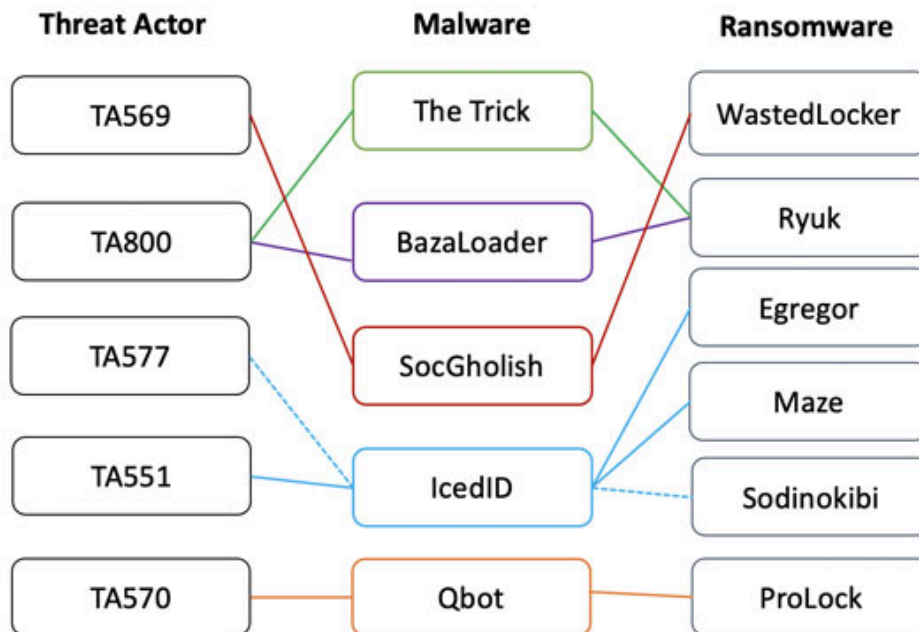 Threat Actor
Malware
Ransomware
TA569
The Trick
WastedLocker
TA800
BazaLoader
Ryuk
TA577
SocGholish
Egregor
Maze
TA551
IcedID
Sodinokibi
TA570
Qbot
ProLock